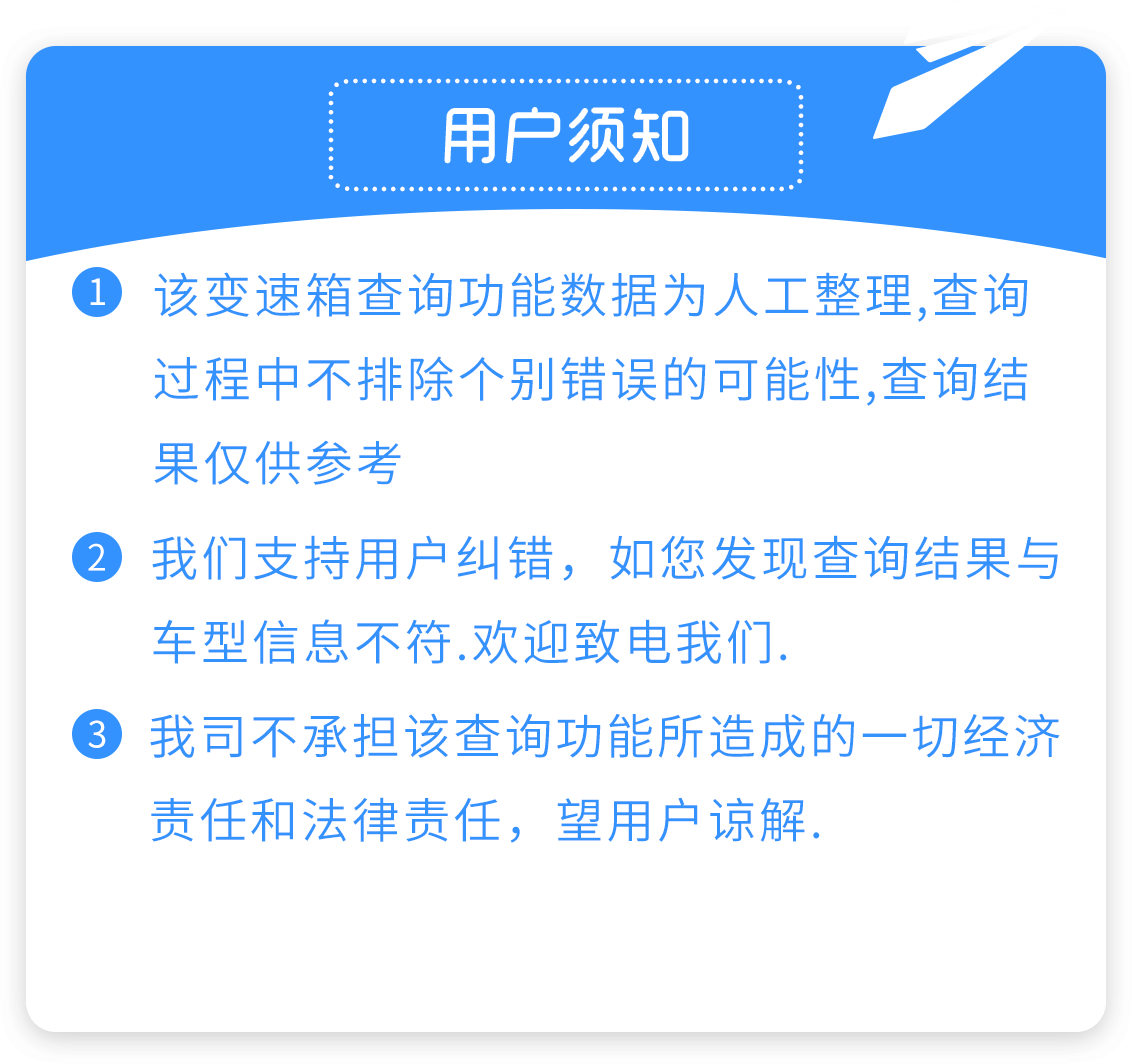 用户须知
1 该变速箱查询功能数据为人工整理,查询
过程中不排除个别错误的可能性,查询结
果仅供参考
2 我们支持用户纠错，如您发现查询结果与
车型信息不符.欢迎致电我们.
3 我司不承担该查询功能所造成的一切经济
责任和法律责任，望用户谅解.